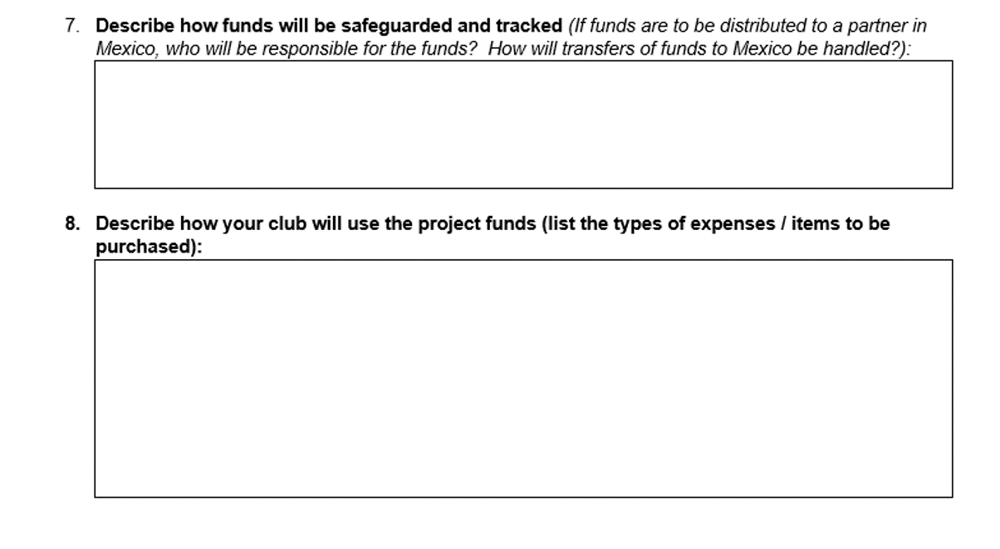 7. Describe how funds will be safeguarded and tracked (If funds are to be distributed to a partner in
Mexico, who will be responsible for the funds?  How will transfers of funds to Mexico be handled?):
8. Describe how your club will use the project funds (list the types of expenses / items to be
purchased):